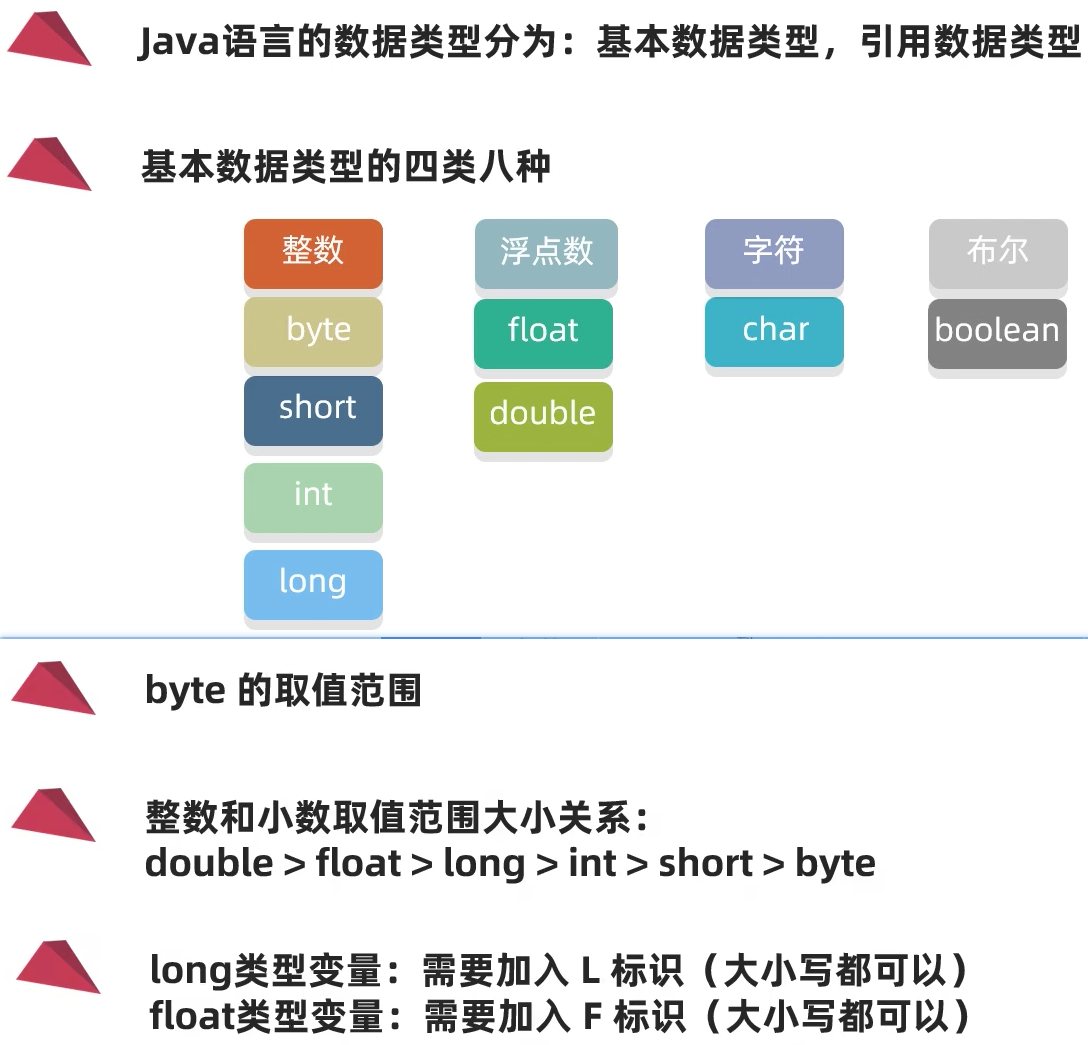 Java语言的数据类型分为：基本数据类型，引用数据类型
基本数据类型的四类八种
整数 浮点数 字符 布尔
byte float char boolean
short double
int
long
byte 的取值范围
整数和小数取值范围大小关系：
double > float > long > int > short > byte
long类型变量：需要加入 L 标识（大小写都可以）
float类型变量：需要加入 F 标识（大小写都可以）